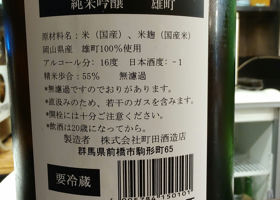 純米吟醸 雄町
原材料名：米（国産）、米麹（国産米）
岡山県産 雄町100％使用
アルコール分：16度 日本酒度：-1
精米歩合：55％ 無濾過
＊無濾過ですのでおりがあります。
＊直汲みのため、若干のガスを含みます。
＊開栓には十分ご注意ください。
＊飲酒は20歳になってから。
製造者 株式会社町田酒造店
群馬県前橋市駒形町65
要冷蔵